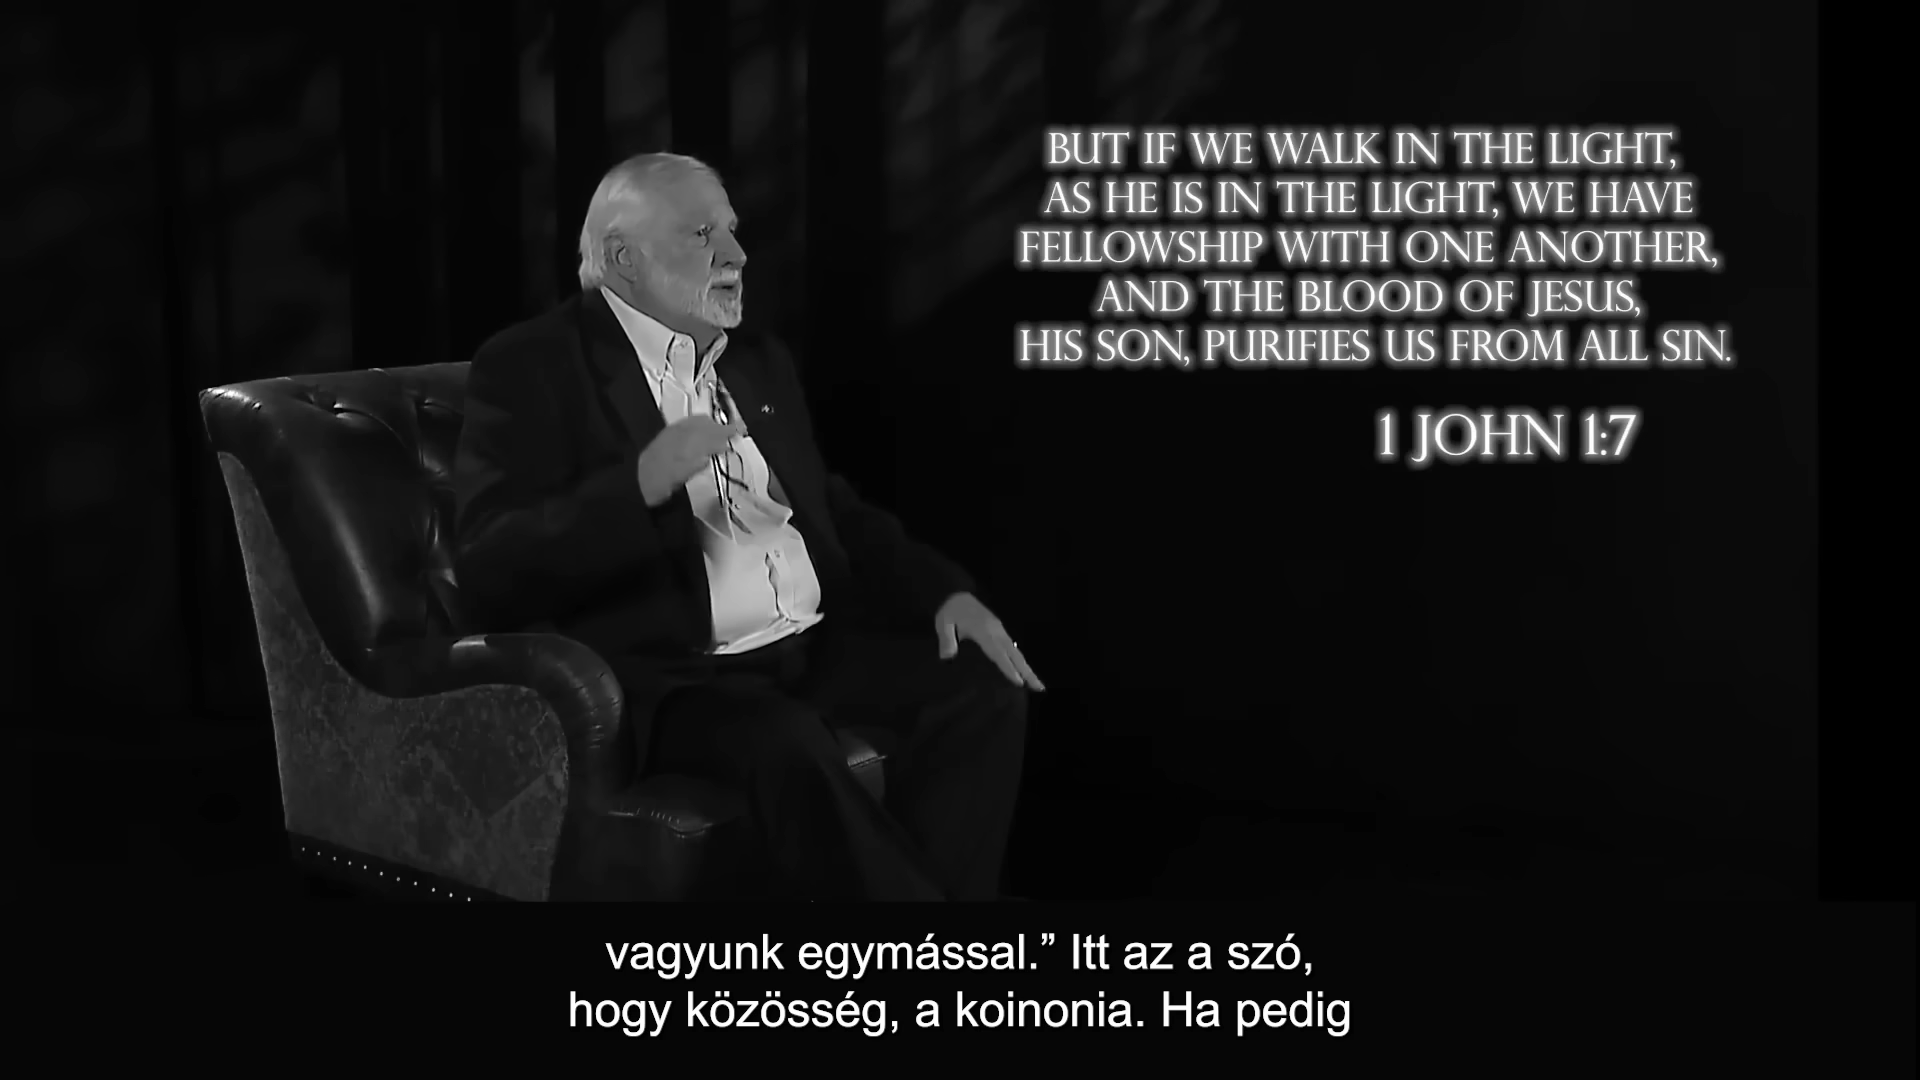 BUT IF WE WALK IN THE LIGHT,
AS HE IS IN THE LIGHT, WE HAVE
FELLOWSHIP WITH ONE ANOTHER,
AND THE BLOOD OF JESUS,
HIS SON, PURIFIES US FROM ALL SIN.
1 JOHN 1:7
vagyunk egymással.” Itt az a szó,
hogy közösség, a koinonia. Ha pedig